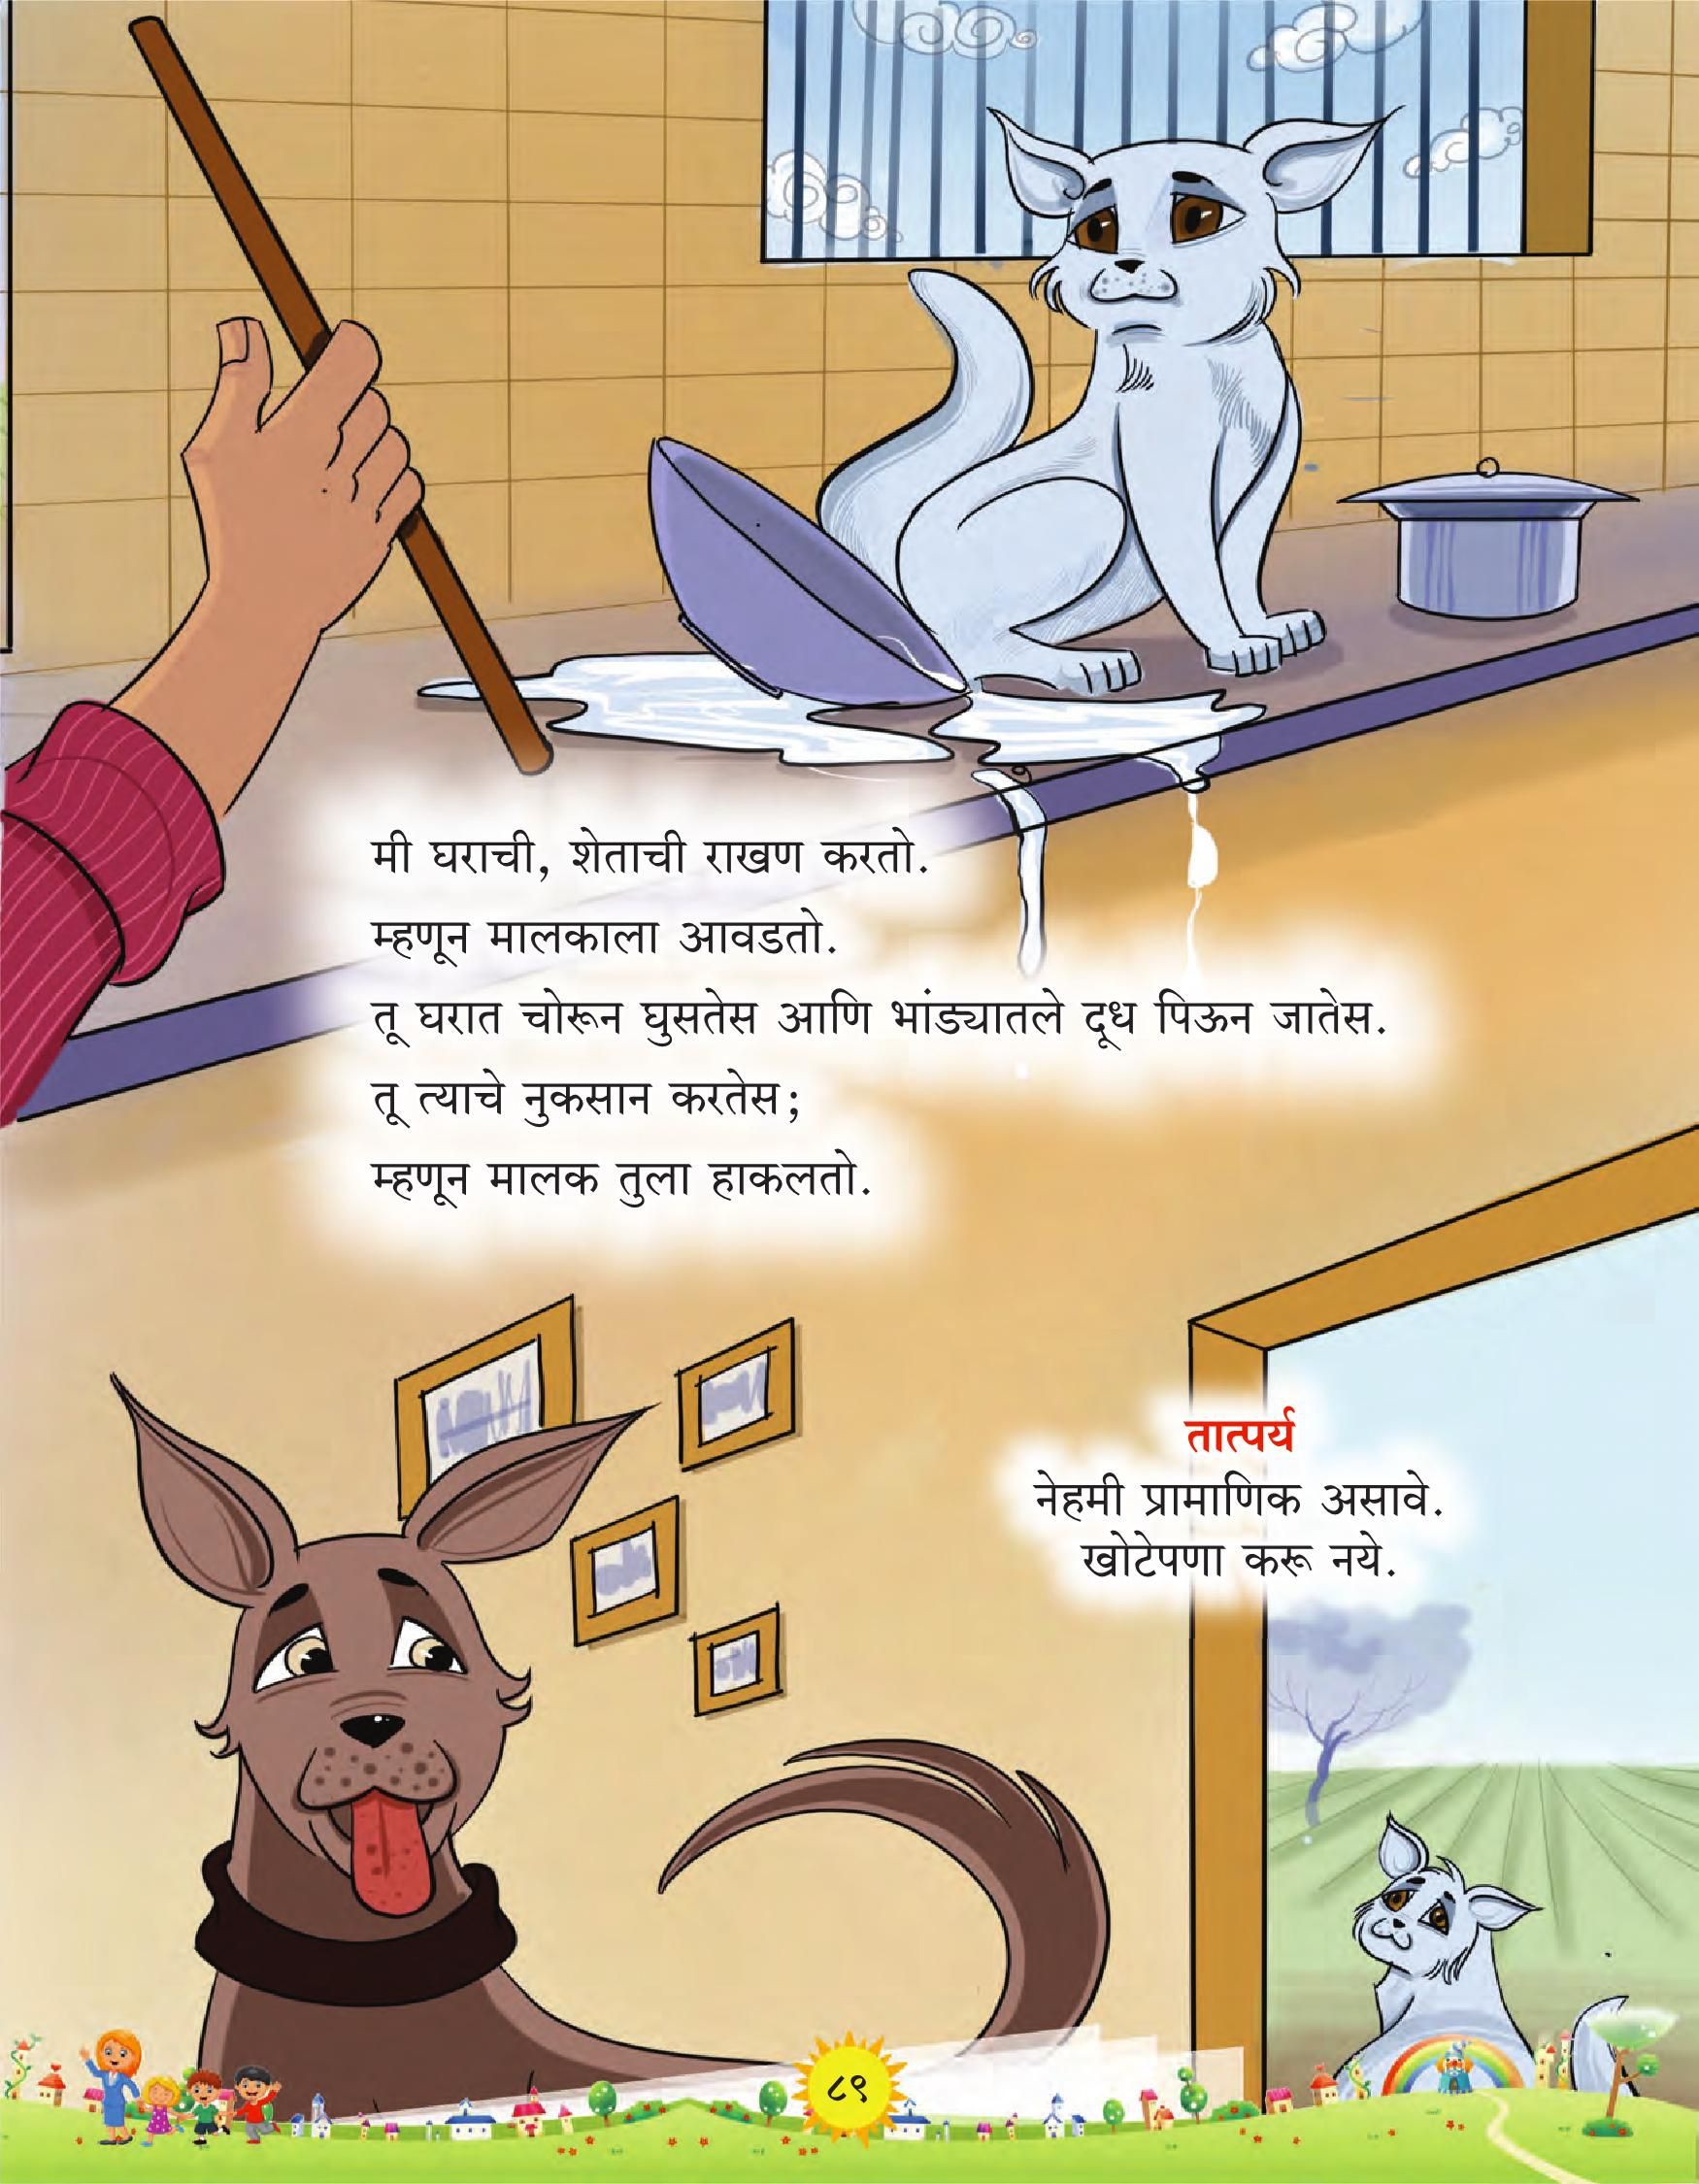 मी घराची, शेताची राखण करतो.
म्हणून मालकाला आवडतो.
तू घरात चोरून घुसतेस आणि भांड्यातले दूध पिऊन जातेस.
तू त्याचे नुकसान करतेस;
म्हणून मालक तुला हाकलतो.
तात्पर्य
नेहमी प्रामाणिक असावे.
खोटेपणा करू नये.
८९